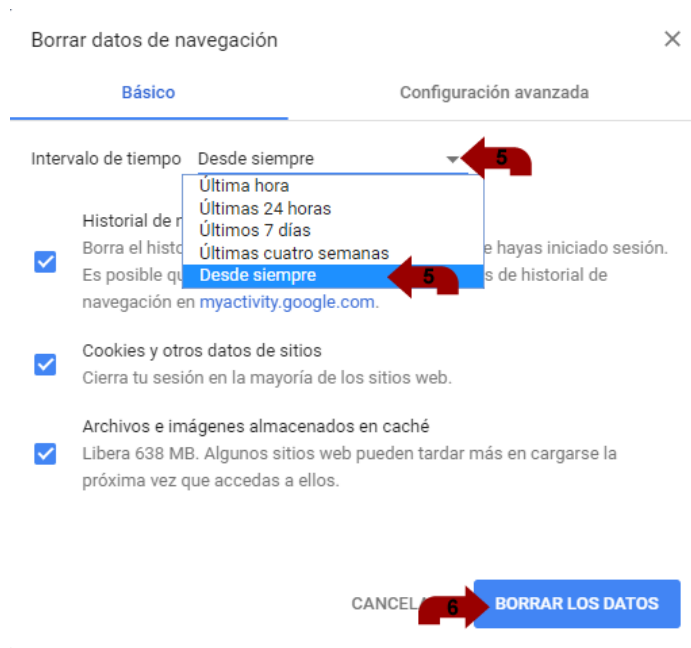 Borrar datos de navegación
Básico
Configuración avanzada
Intervalo de tiempo Desde siempre 5
Última hora
Últimas 24 horas
Últimos 7 días
Últimas cuatro semanas
Desde siempre 5
Historial de
Borra el hayas iniciado sesión.
Es posible de historial de
navegación en myactivity.google.com.
Cookies y otros datos de sitios
Cierra tu sesión en la mayoría de los sitios web.
Archivos e imágenes almacenados en caché
Libera 638 MB. Algunos sitios web pueden tardar más en cargarse la
próxima vez que accedas a ellos.
6 BORRAR LOS DATOS